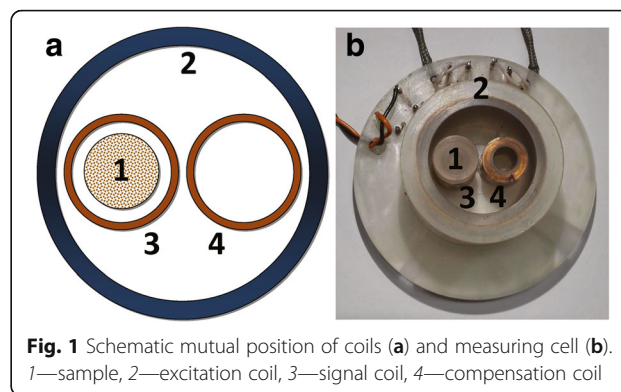 a
2
1
3
4
b
2
1
3
4
Fig. 1 Schematic mutual position of coils (a) and measuring cell (b).
1—sample, 2—excitation coil, 3—signal coil, 4—compensation coil